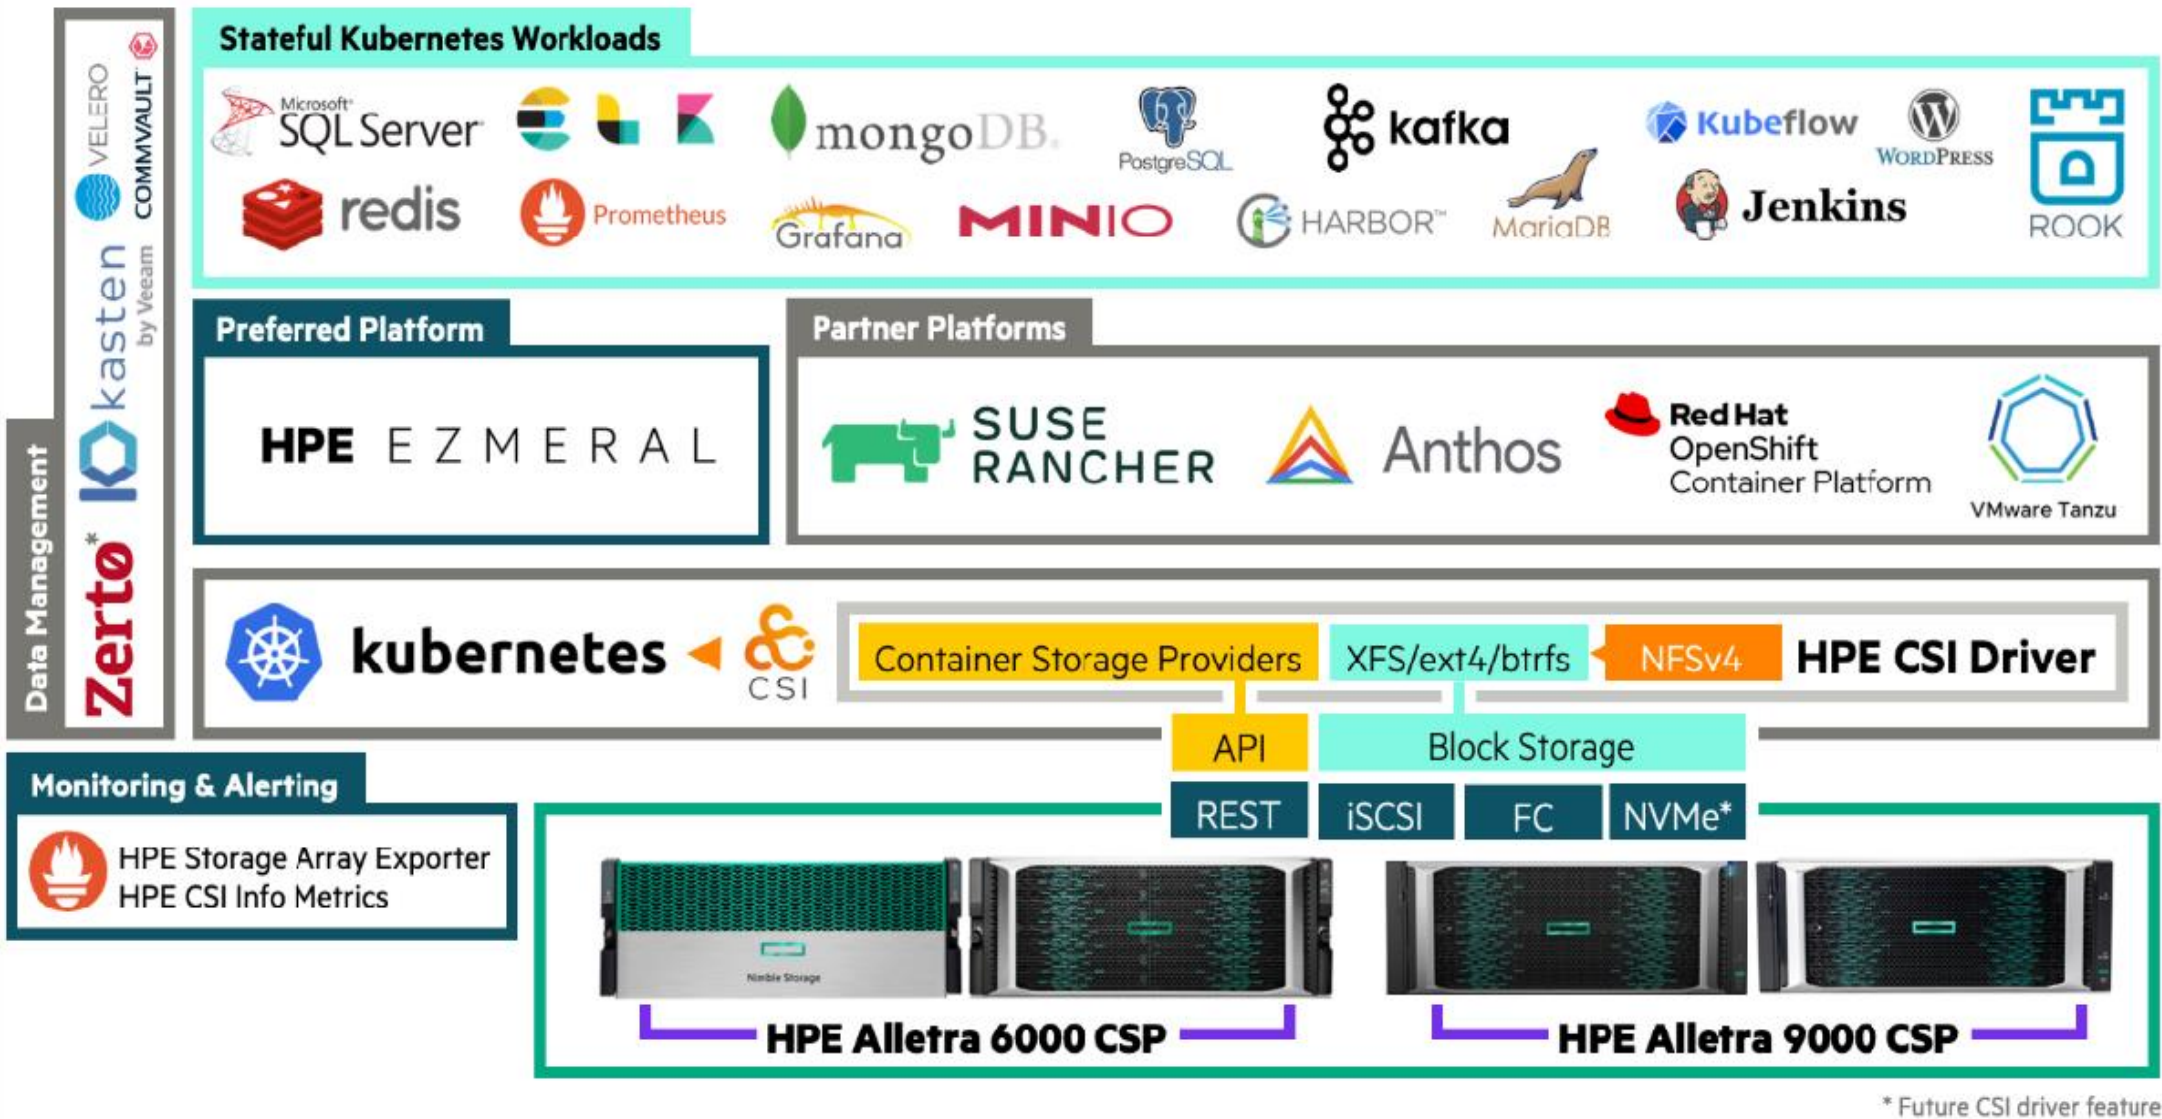 Stateful Kubernetes Workloads
Microsoft®
SQL Server
mongoDB.
PostgreSQL
kafka
Kubeflow
WORDPRESS
redis
Prometheus
Grafana
MINIO
HARBOR™
MariaDB
Jenkins
ROOK
VELERO
COMMVAULT
kasten
by Veeam
Zerto*
Data Management
Preferred Platform
HPE EZMERAL
Partner Platforms
SUSE
RANCHER
Anthos
Red Hat
OpenShift
Container Platform
VMware Tanzu
kubernetes
CSI
Container Storage Providers
XFS/ext4/btrfs
NFSv4
HPE CSI Driver
API
Block Storage
REST
iSCSI
FC
NVMe*
Monitoring & Alerting
HPE Storage Array Exporter
HPE CSI Info Metrics
Nimble Storage
HPE Alletra 6000 CSP
HPE Alletra 9000 CSP
* Future CSI driver feature